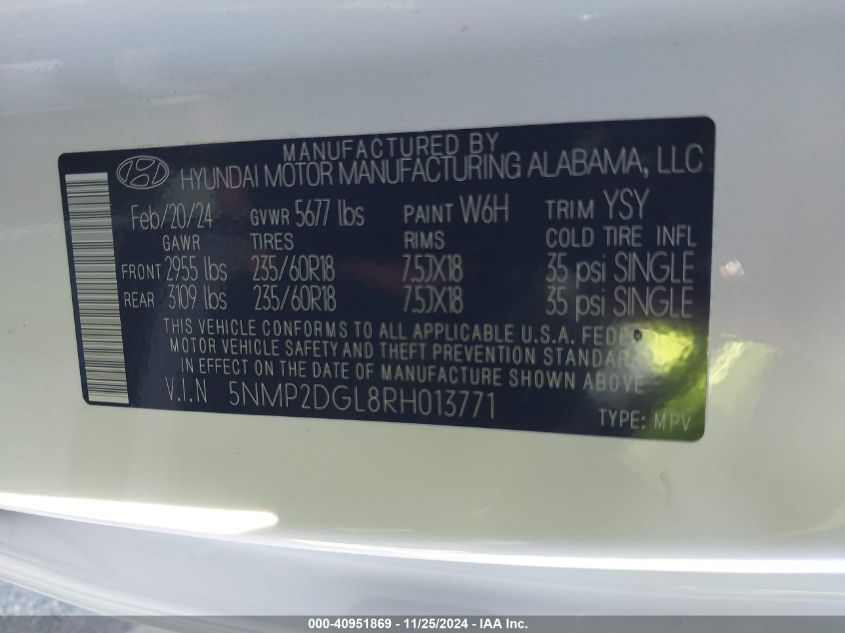 MANUFACTURED BY
HYUNDAI MOTOR MANUFACTURING ALABAMA, LLC
Feb/20/24 GVWR 5677 lbs PAINT W6H TRIM YSY
GAWR TIRES RIMS COLD TIRE INFL
FRONT 2955 lbs 235/60R18 7.5JX18 35 psi SINGLE
REAR 3109 lbs 235/60R18 7.5JX18 35 psi SINGLE
THIS VEHICLE CONFORMS TO ALL APPLICABLE U.S.A. FEDE
MOTOR VEHICLE SAFETY AND THEFT PREVENTION STANDAR
IN EFFECT ON THE DATE OF MANUFACTURE SHOWN ABOVE
V.I.N 5NMP2DGL8RH013771
TYPE: MPV
000-40951869 - 11/25/2024 - IAA Inc.